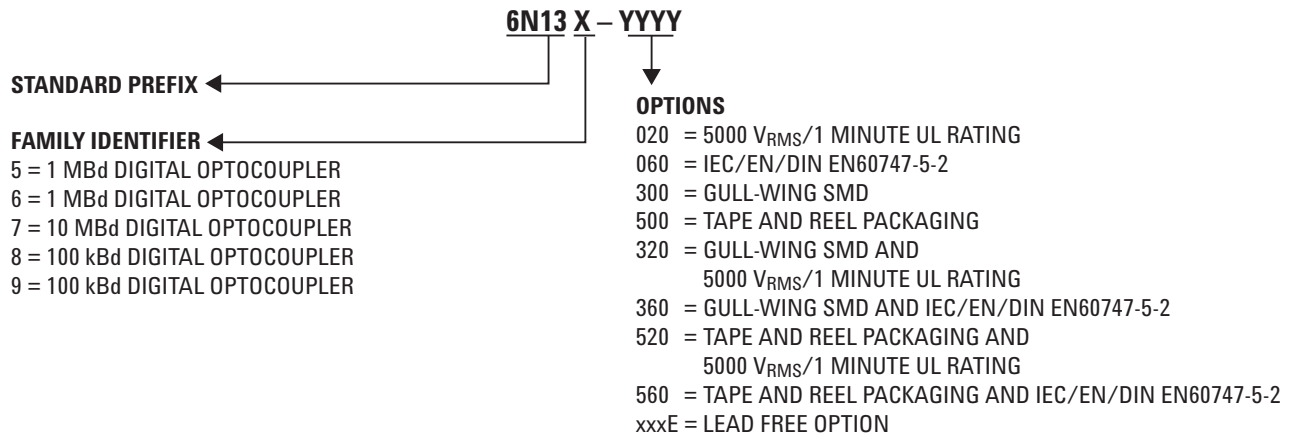 6N13 X – YYYY
STANDARD PREFIX
FAMILY IDENTIFIER
5 = 1 MBd DIGITAL OPTOCOUPLER
6 = 1 MBd DIGITAL OPTOCOUPLER
7 = 10 MBd DIGITAL OPTOCOUPLER
8 = 100 kBd DIGITAL OPTOCOUPLER
9 = 100 kBd DIGITAL OPTOCOUPLER
OPTIONS
020 = 5000 VRMS/1 MINUTE UL RATING
060 = IEC/EN/DIN EN60747-5-2
300 = GULL-WING SMD
500 = TAPE AND REEL PACKAGING
320 = GULL-WING SMD AND
5000 VRMS/1 MINUTE UL RATING
360 = GULL-WING SMD AND IEC/EN/DIN EN60747-5-2
520 = TAPE AND REEL PACKAGING AND
5000 VRMS/1 MINUTE UL RATING
560 = TAPE AND REEL PACKAGING AND IEC/EN/DIN EN60747-5-2
xxxE = LEAD FREE OPTION